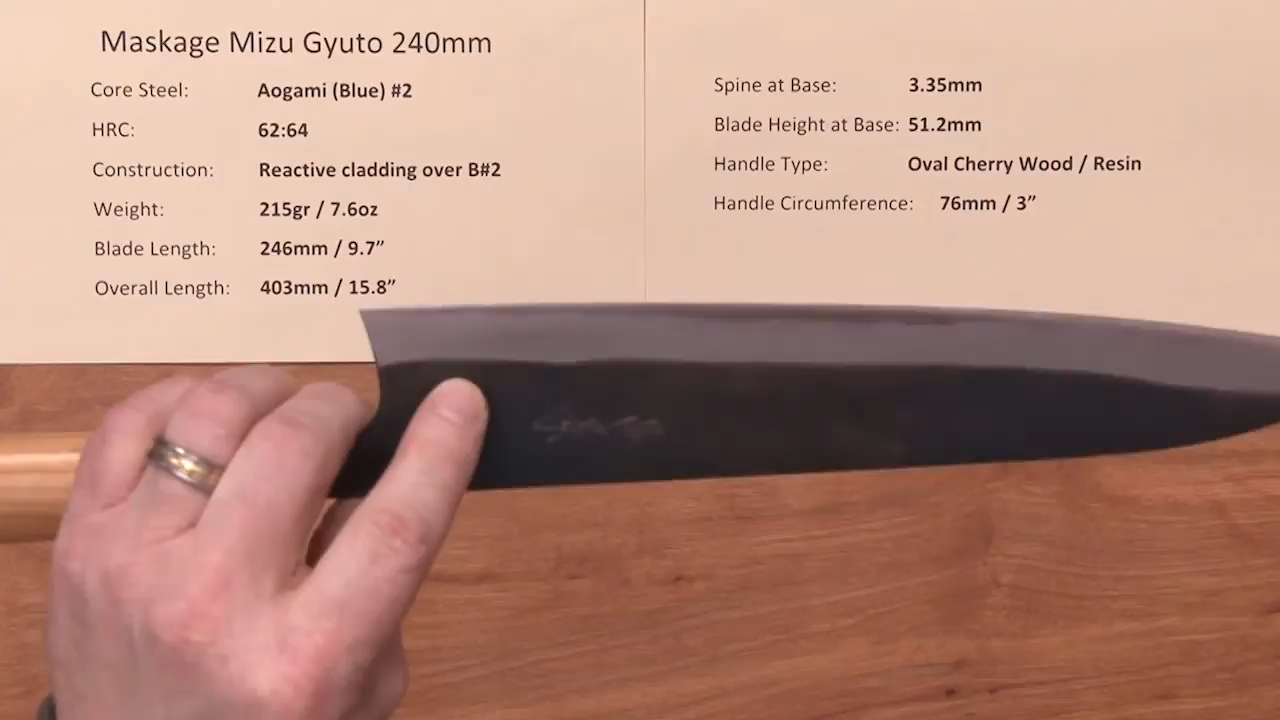 Maskage Mizu Gyuto 240mm
Core Steel: Aogami (Blue) #2
HRC: 62:64
Construction: Reactive cladding over B#2
Weight: 215gr / 7.6oz
Blade Length: 246mm / 9.7”
Overall Length: 403mm / 15.8”
Spine at Base: 3.35mm
Blade Height at Base: 51.2mm
Handle Type: Oval Cherry Wood / Resin
Handle Circumference: 76mm / 3”